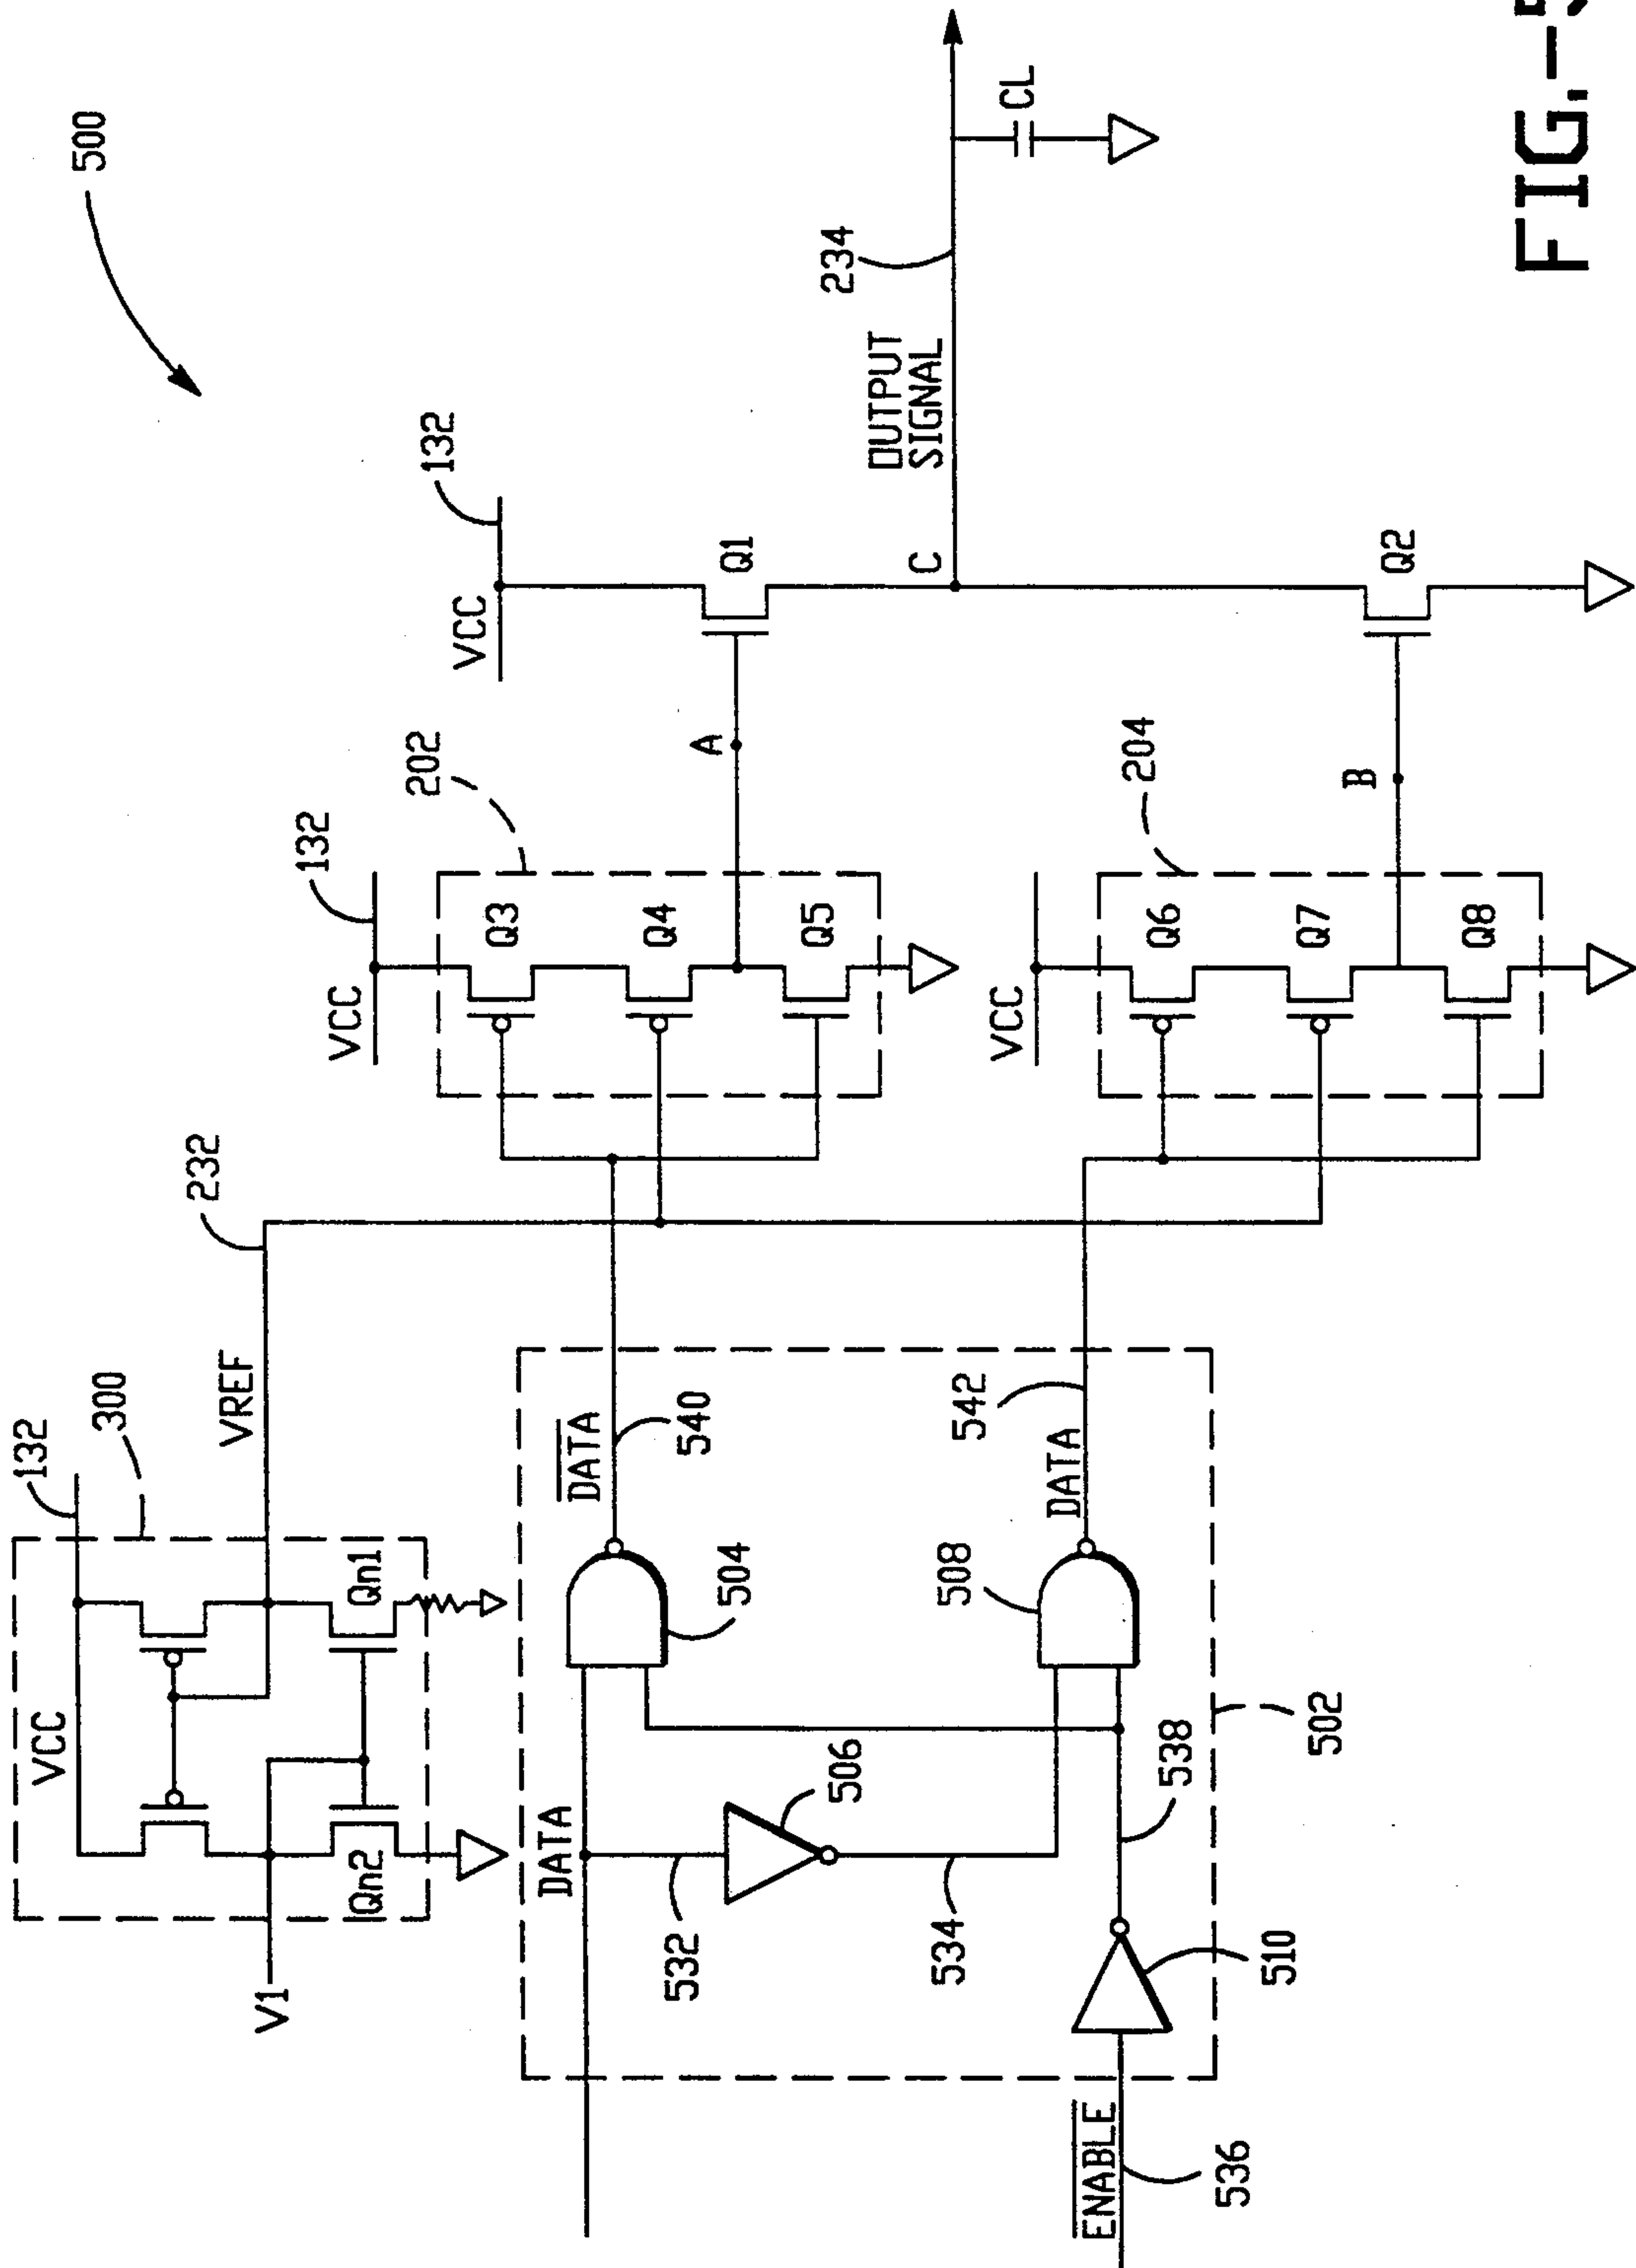 500
VCC
132
300
V1
Qn2
Qn1
VREF
232
DATA
532
506
534
504
D̅A̅T̅A̅
540
508
DATA
542
E̅N̅A̅B̅L̅E̅
536
510
538
502
VCC
132
202
Q3
Q4
Q5
A
VCC
204
Q6
Q7
Q8
B
VCC
132
Q1
C
Q2
OUTPUT
SIGNAL
234
CL
FIG.-5